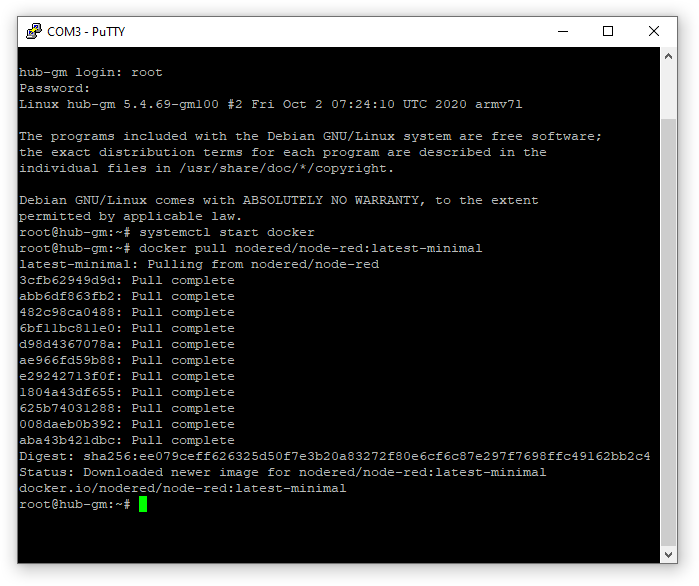 COM3 - PuTTY
hub-gm login: root
Password:
Linux hub-gm 5.4.69-gm100 #2 Fri Oct 2 07:24:10 UTC 2020 armv7l
The programs included with the Debian GNU/Linux system are free software;
the exact distribution terms for each program are described in the
individual files in /usr/share/doc/*/copyright.
Debian GNU/Linux comes with ABSOLUTELY NO WARRANTY, to the extent
permitted by applicable law.
root@hub-gm:~# systemctl start docker
root@hub-gm:~# docker pull nodered/node-red:latest-minimal
latest-minimal: Pulling from nodered/node-red
3cfb62949d9d: Pull complete
abb6df863fb2: Pull complete
482c98ca0488: Pull complete
6bf11bc811e0: Pull complete
d98d4367078a: Pull complete
ae966fd59b88: Pull complete
e29242713f0f: Pull complete
1804a43df655: Pull complete
625b74031288: Pull complete
008daeb0b392: Pull complete
aba43b421dbc: Pull complete
Digest: sha256:ee079ceff626325d50f7e3b20a83272f80e6cf6c87e297f7698ffc49162bb2c4
Status: Downloaded newer image for nodered/node-red:latest-minimal
docker.io/nodered/node-red:latest-minimal
root@hub-gm:~#